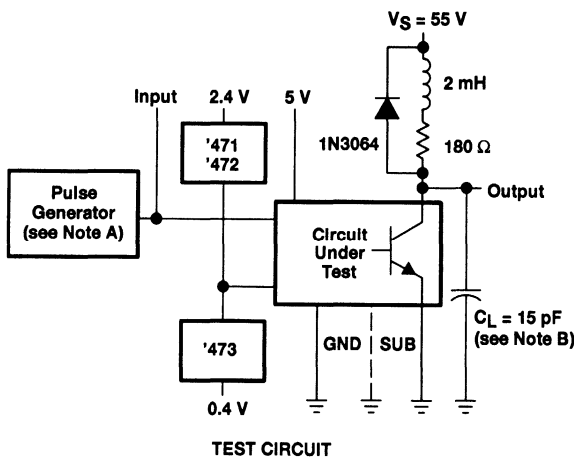 VS = 55 V
Input
2.4 V
5 V
2 mH
'471
'472
1N3064
180 Ω
Pulse
Generator
(see Note A)
Output
Circuit
Under
Test
CL = 15 pF
(see Note B)
GND
SUB
'473
0.4 V
TEST CIRCUIT